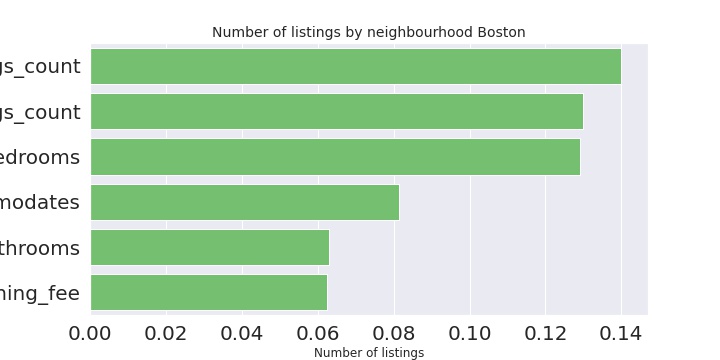 Number of listings by neighbourhood Boston
gs_count
gs_count
edrooms
modates
throoms
ning_fee
0.00 0.02 0.04 0.06 0.08 0.10 0.12 0.14
Number of listings